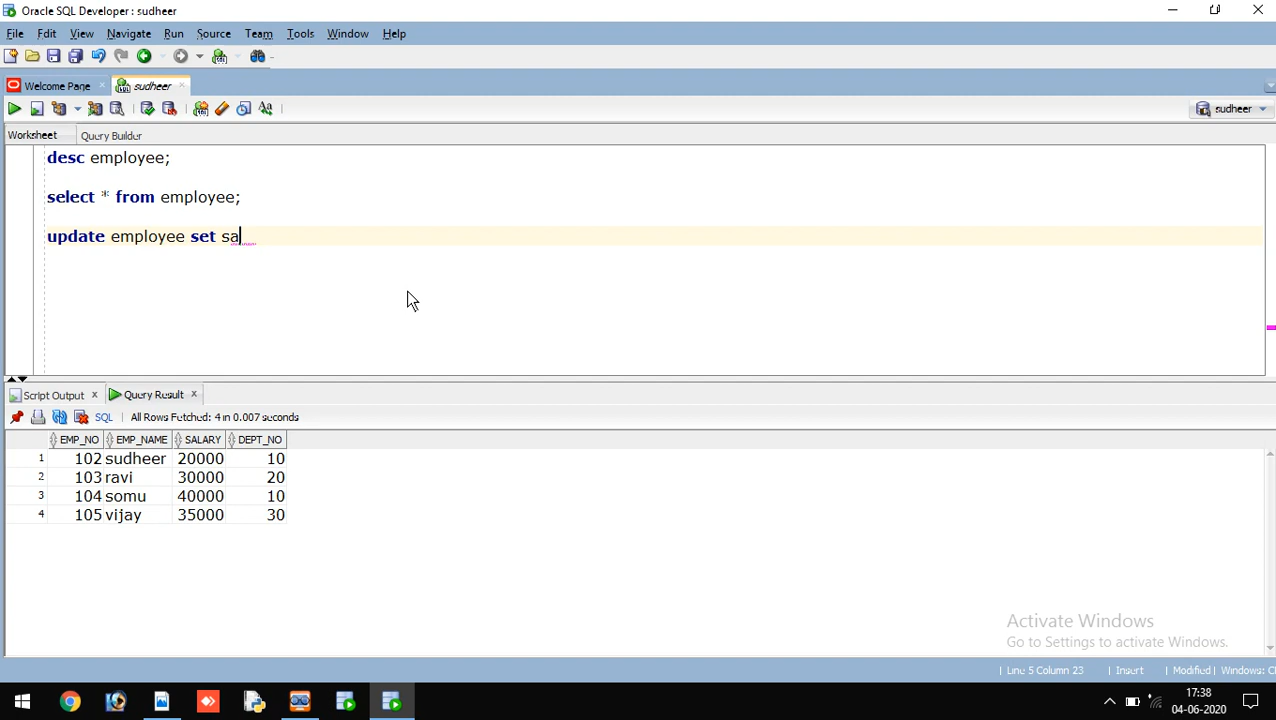 Oracle SQL Developer : sudheer
File Edit View Navigate Run Source Team Tools Window Help
Welcome Page sudheer
sudheer
Worksheet Query Builder
desc employee;
select * from employee;
update employee set sa
Script Output Query Result
SQL All Rows Fetched: 4 in 0.007 seconds
EMP_NO EMP_NAME SALARY DEPT_NO
1 102 sudheer 20000 10
2 103 ravi 30000 20
3 104 somu 40000 10
4 105 vijay 35000 30
Activate Windows
Go to Settings to activate Windows.
Line 5 Column 23 Insert Modified Windows: C
17:38
04-06-2020